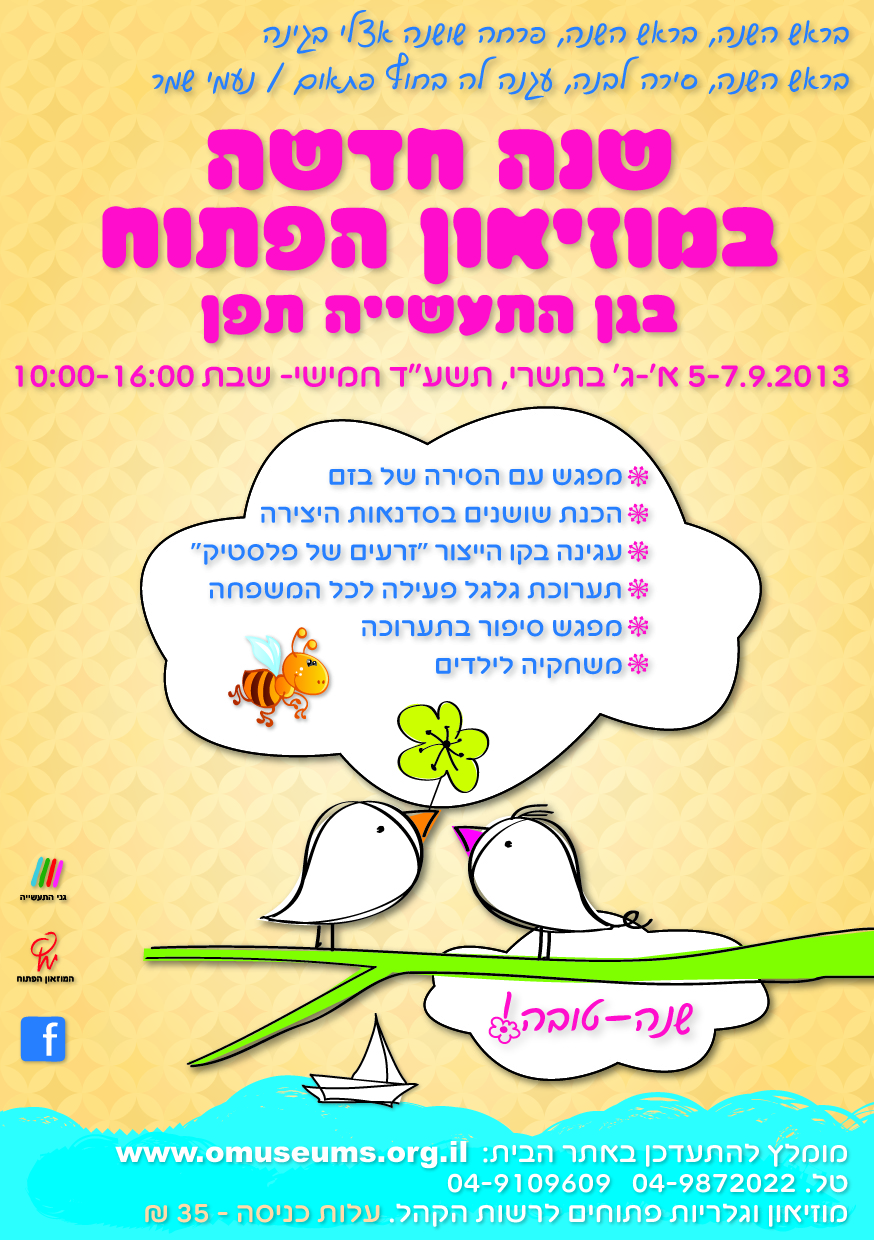 בראש השנה, בראש השנה, פרחה שושנה אצלי בגינה
בראש השנה, סירה לבנה, עגנה לה בחוף פתאום / נעמי שמר
שנה חדשה
במוזיאון הפתוח
בגן התעשייה תפן
5-7.9.2013 א'-ג' בתשרי, תשע"ד חמישי- שבת 10:00-16:00
מפגש עם הסירה של בזם
הכנת שושנים בסדנאות היצירה
עגינה בקו הייצור "זרעים של פלסטיק"
תערוכת גלגל פעילה לכל המשפחה
מפגש סיפור בתערוכה
משחקיה לילדים
גני התעשייה
המוזאון הפתוח
f
שנה-טובה!
מומלץ להתעדכן באתר הבית: www.omuseums.org.il
טל. 04-9872022 04-9109609
מוזיאון וגלריות פתוחים לרשות הקהל. עלות כניסה - 35 ₪